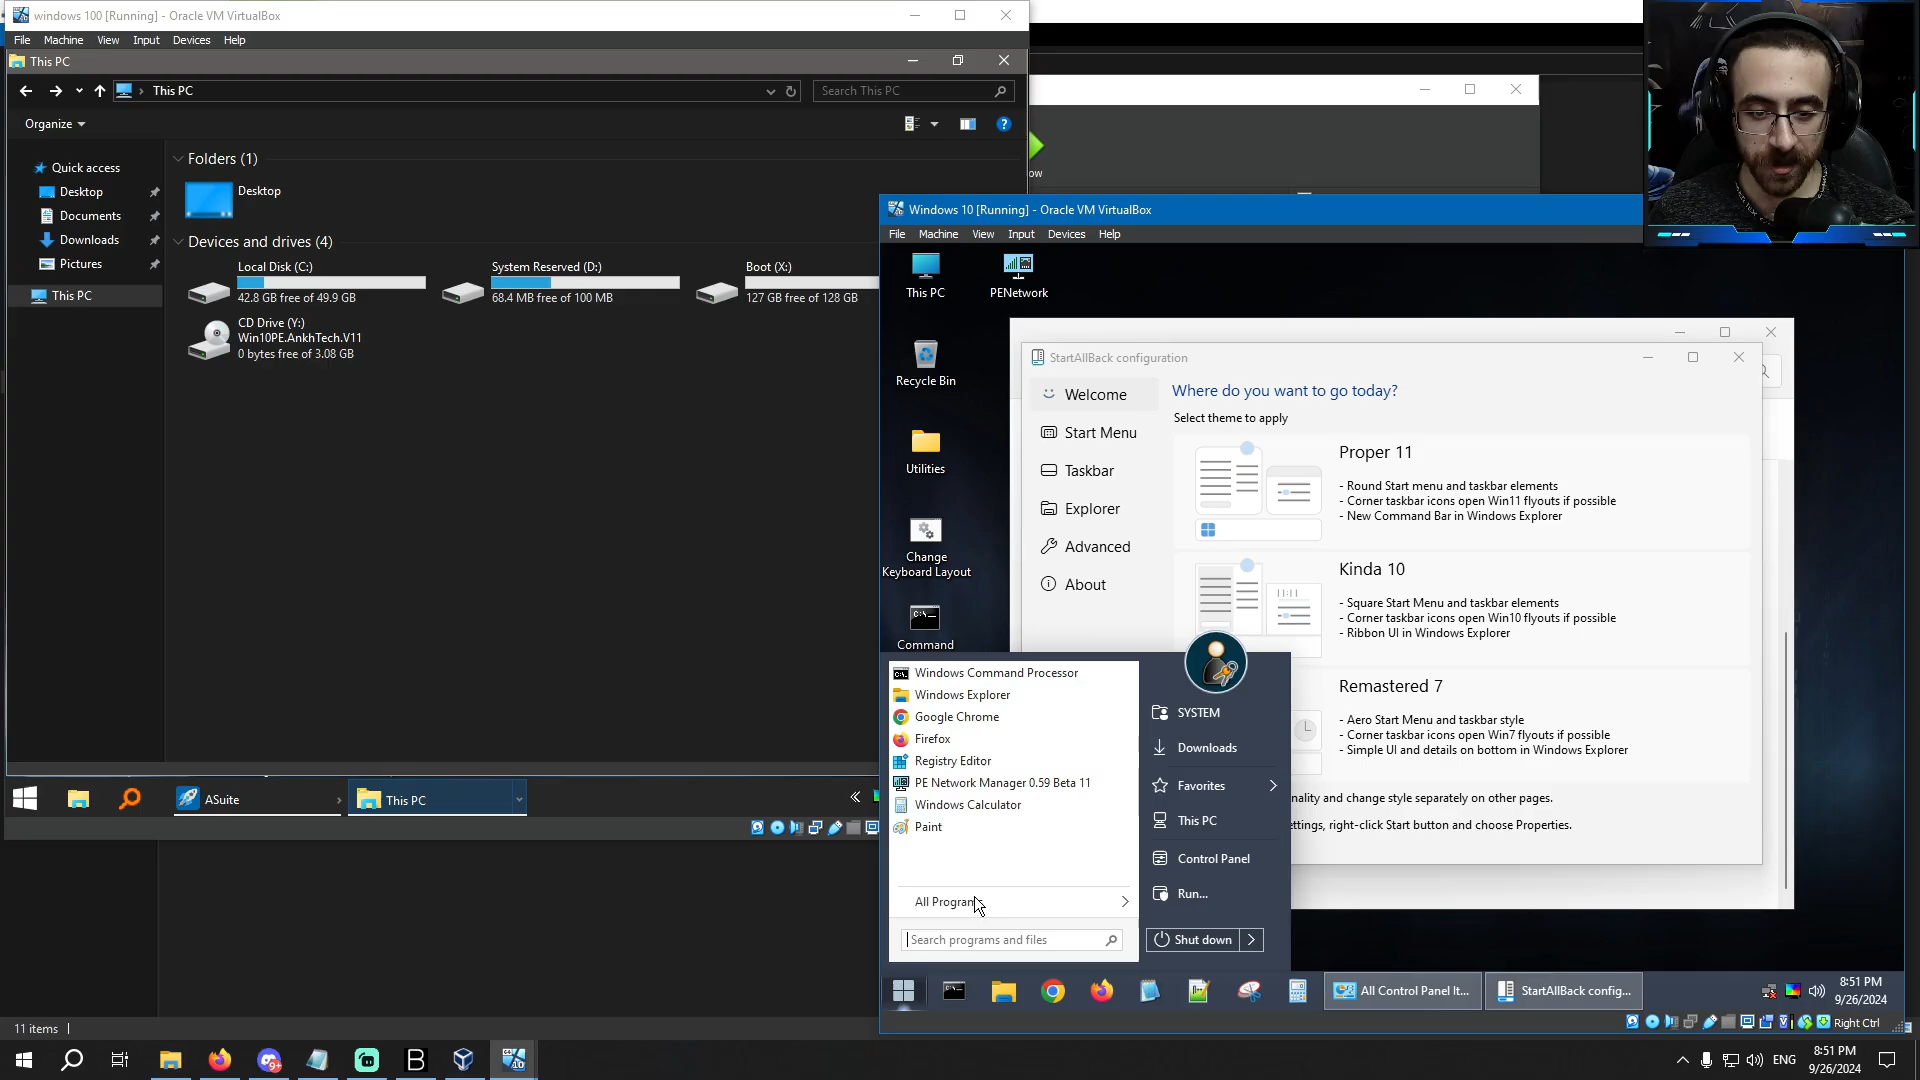 windows 100 [Running] - Oracle VM VirtualBox
File Machine View Input Devices Help
This PC
This PC
Search This PC
Organize
Quick access
Desktop
Documents
Downloads
Pictures
This PC
Folders (1)
Desktop
Devices and drives (4)
Local Disk (C:)
42.8 GB free of 49.9 GB
System Reserved (D:)
68.4 MB free of 100 MB
Boot (X:)
127 GB free of 128 GB
CD Drive (Y:)
Win10PE.AnkhTech.V11
0 bytes free of 3.08 GB
ASuite
This PC
11 items
ow
Windows 10 [Running] - Oracle VM VirtualBox
File Machine View Input Devices Help
This PC
PENetwork
Recycle Bin
Utilities
Change
Keyboard Layout
Command
StartAllBack configuration
Welcome
Start Menu
Taskbar
Explorer
Advanced
About
Where do you want to go today?
Select theme to apply
Proper 11
- Round Start menu and taskbar elements
- Corner taskbar icons open Win11 flyouts if possible
- New Command Bar in Windows Explorer
Kinda 10
- Square Start Menu and taskbar elements
- Corner taskbar icons open Win10 flyouts if possible
- Ribbon UI in Windows Explorer
Remastered 7
- Aero Start Menu and taskbar style
- Corner taskbar icons open Win7 flyouts if possible
- Simple UI and details on bottom in Windows Explorer
nality and change style separately on other pages.
ettings, right-click Start button and choose Properties.
Windows Command Processor
Windows Explorer
Google Chrome
Firefox
Registry Editor
PE Network Manager 0.59 Beta 11
Windows Calculator
Paint
All Programs
Search programs and files
SYSTEM
Downloads
Favorites
This PC
Control Panel
Run...
Shut down
All Control Panel It...
StartAllBack config...
8:51 PM
9/26/2024
Right Ctrl
ENG
8:51 PM
9/26/2024